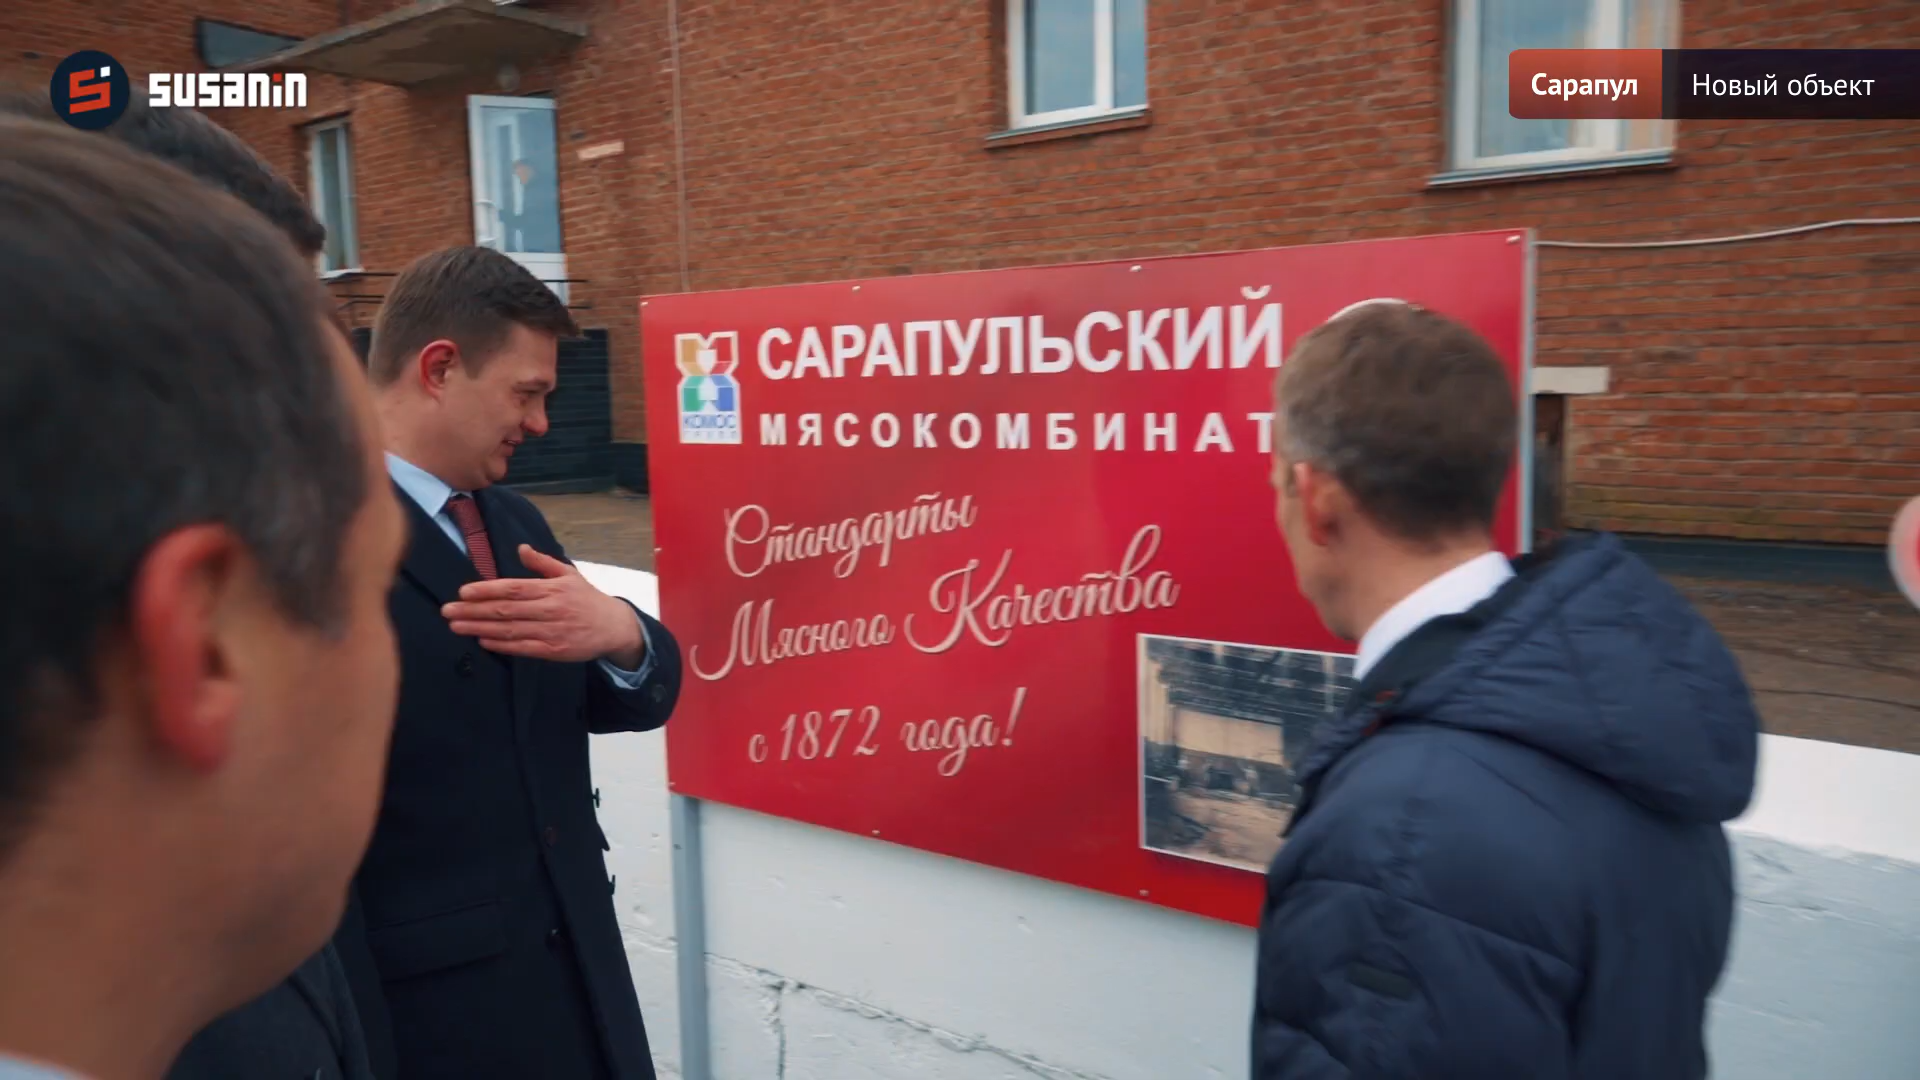 susanin
Сарапул
Новый объект
САРАПУЛЬСКИЙ
МЯСОКОМБИНАТ
КОМОС
Стандарты
Мясного Качества
с 1872 года!